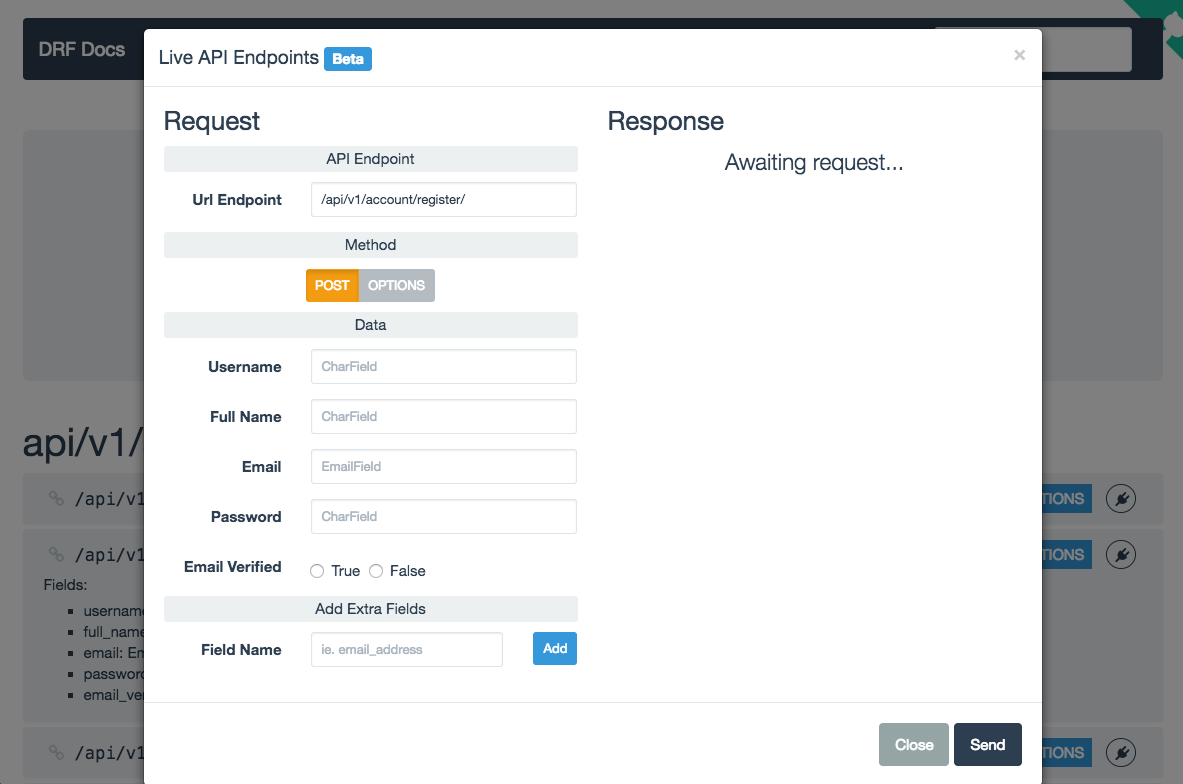 DRF Docs
Live API Endpoints Beta
×
Request
API Endpoint
Url Endpoint /api/v1/account/register/
Method
POST OPTIONS
Data
Username CharField
Full Name CharField
Email EmailField
Password CharField
Email Verified True False
Add Extra Fields
Field Name ie. email_address Add
Response
Awaiting request...
Close Send
api/v1/
/api/v1
/api/v1
Fields:
username
full_name
email: Em
password
email_ver
/api/v1
TIONS
TIONS
TIONS